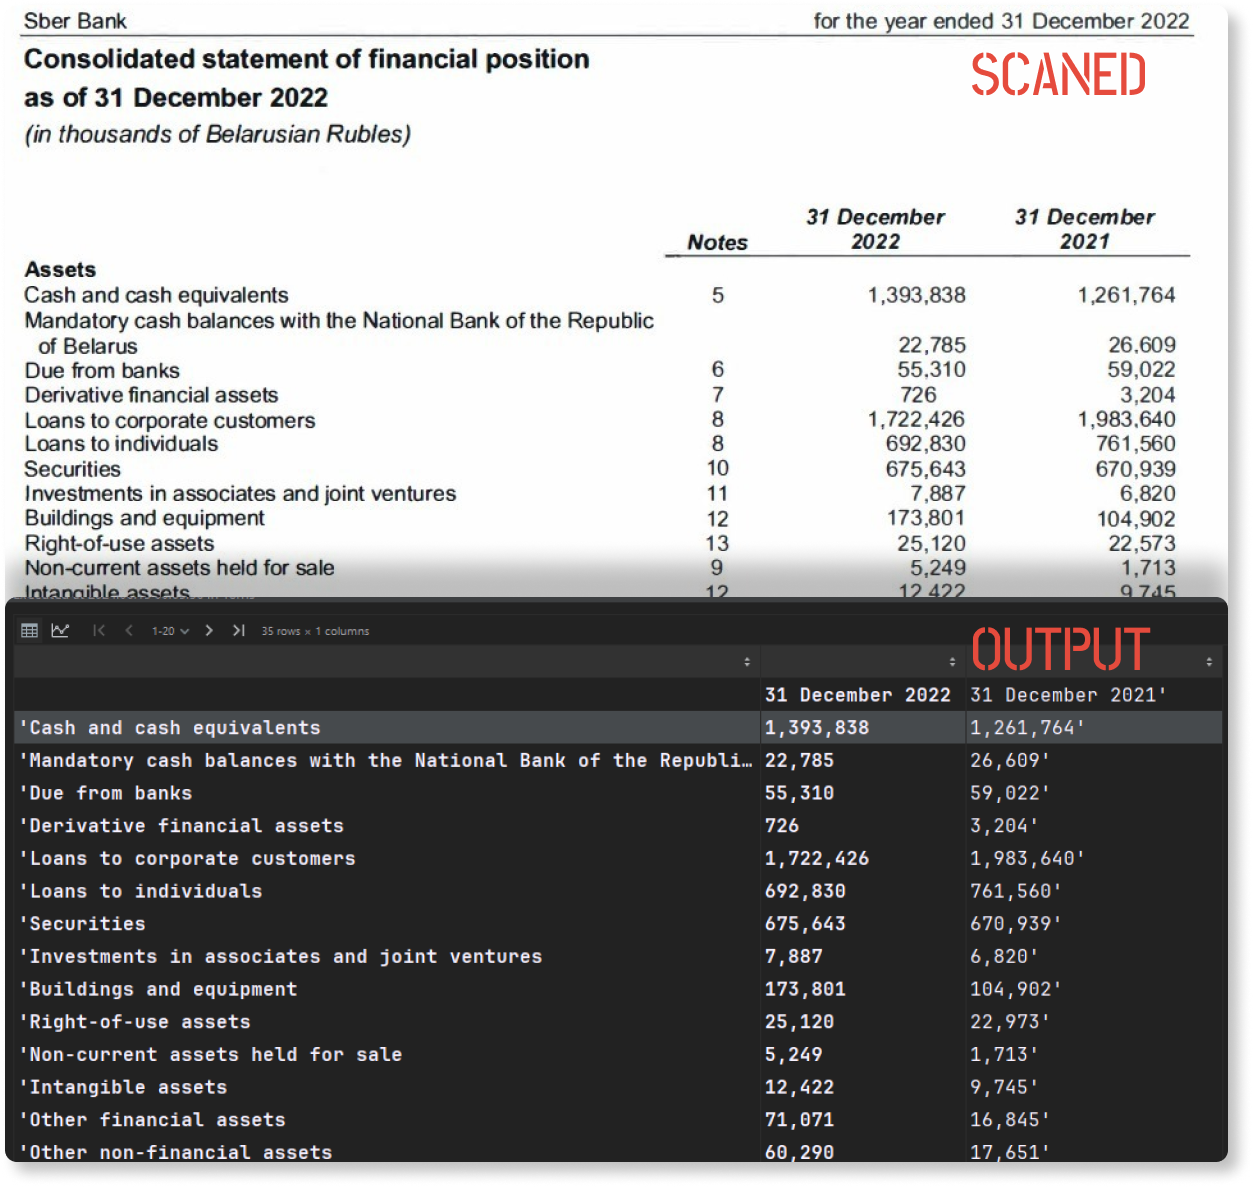 Sber Bank for the year ended 31 December 2022
Consolidated statement of financial position
as of 31 December 2022
SCANED
(in thousands of Belarusian Rubles)
31 December 31 December
Notes 2022 2021
Assets
Cash and cash equivalents 5 1,393,838 1,261,764
Mandatory cash balances with the National Bank of the Republic
of Belarus 22,785 26,609
Due from banks 6 55,310 59,022
Derivative financial assets 7 726 3,204
Loans to corporate customers 8 1,722,426 1,983,640
Loans to individuals 8 692,830 761,560
Securities 10 675,643 670,939
Investments in associates and joint ventures 11 7,887 6,820
Buildings and equipment 12 173,801 104,902
Right-of-use assets 13 25,120 22,573
Non-current assets held for sale 9 5,249 1,713
Intangible assets 12 12,422 9,745
1-20 35 rows × 1 columns
OUTPUT
31 December 2022 31 December 2021'
'Cash and cash equivalents 1,393,838 1,261,764'
'Mandatory cash balances with the National Bank of the Republi… 22,785 26,609'
'Due from banks 55,310 59,022'
'Derivative financial assets 726 3,204'
'Loans to corporate customers 1,722,426 1,983,640'
'Loans to individuals 692,830 761,560'
'Securities 675,643 670,939'
'Investments in associates and joint ventures 7,887 6,820'
'Buildings and equipment 173,801 104,902'
'Right-of-use assets 25,120 22,973'
'Non-current assets held for sale 5,249 1,713'
'Intangible assets 12,422 9,745'
'Other financial assets 71,071 16,845'
'Other non-financial assets 60,290 17,651'